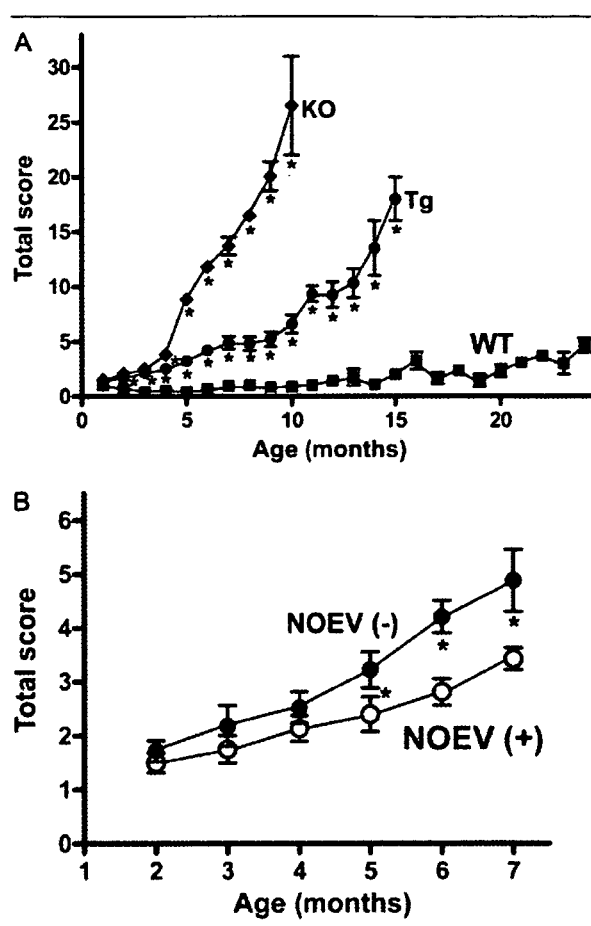 A
30
25
20
15
10
5
0
Total score
KO
Tg
WT
0 5 10 15 20
Age (months)
B
6
5
4
3
2
1
0
Total score
NOEV (-)
NOEV (+)
1 2 3 4 5 6 7
Age (months)